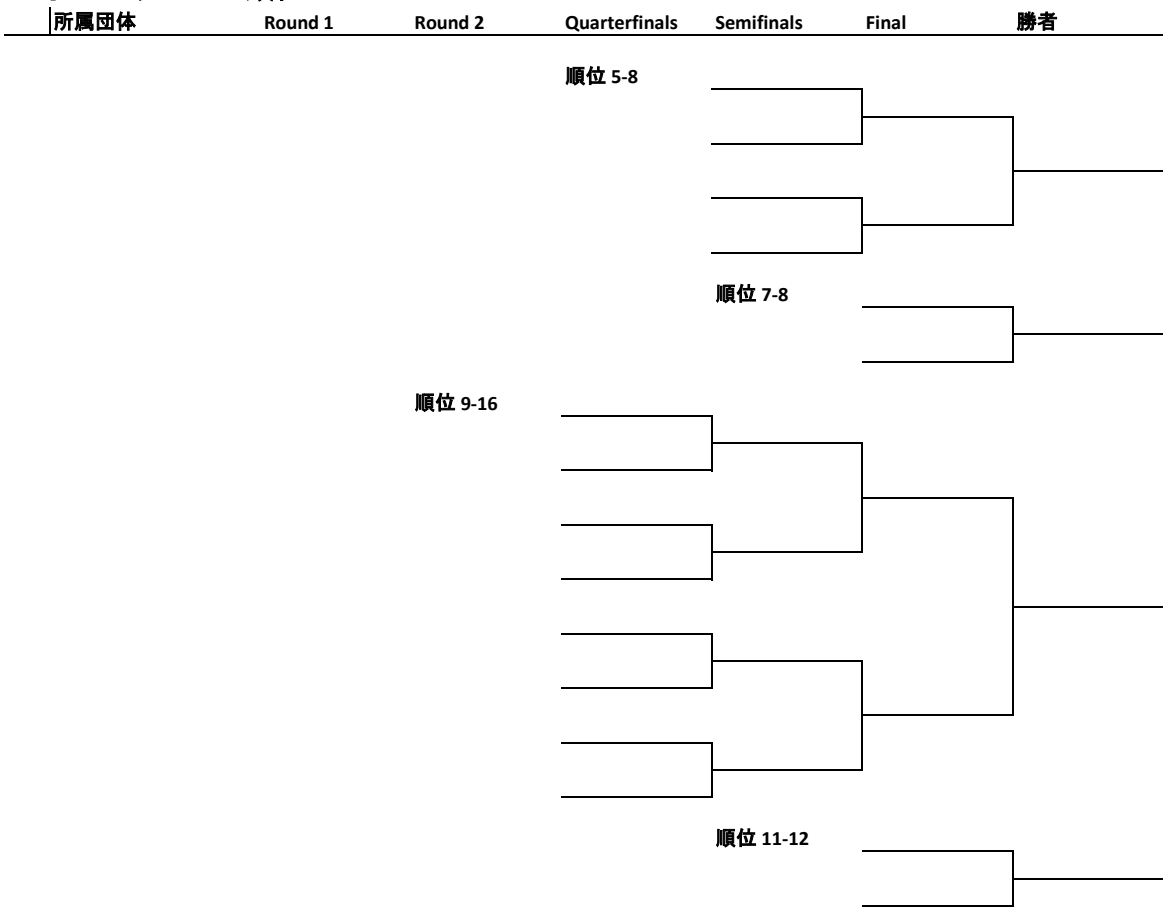 所属団体 Round 1 Round 2 Quarterfinals Semifinals Final 勝者
順位 5-8
順位 7-8
順位 9-16
順位 11-12